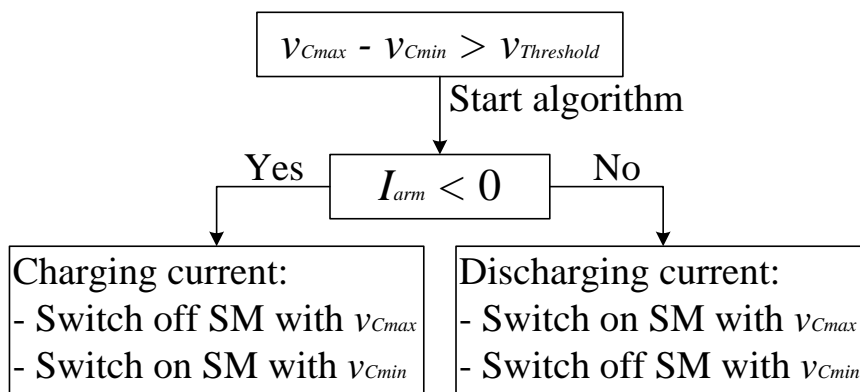 vCmax - vCmin > vThreshold
Start algorithm
Yes
Iarm < 0
No
Charging current:
- Switch off SM with vCmax
- Switch on SM with vCmin
Discharging current:
- Switch on SM with vCmax
- Switch off SM with vCmin